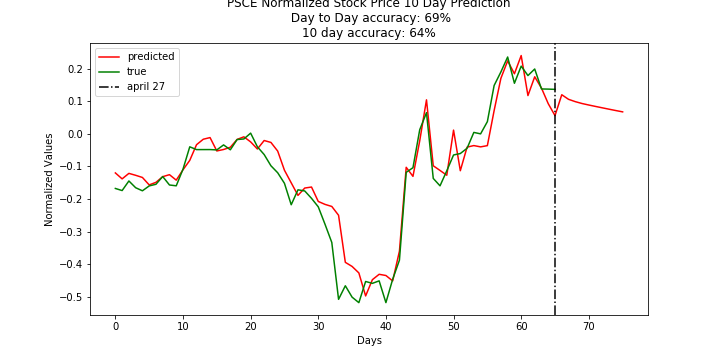 PSCE Normalized Stock Price 10 Day Prediction
Day to Day accuracy: 69%
10 day accuracy: 64%
predicted
true
april 27
Normalized Values
0.2
0.1
0.0
−0.1
−0.2
−0.3
−0.4
−0.5
0 10 20 30 40 50 60 70
Days